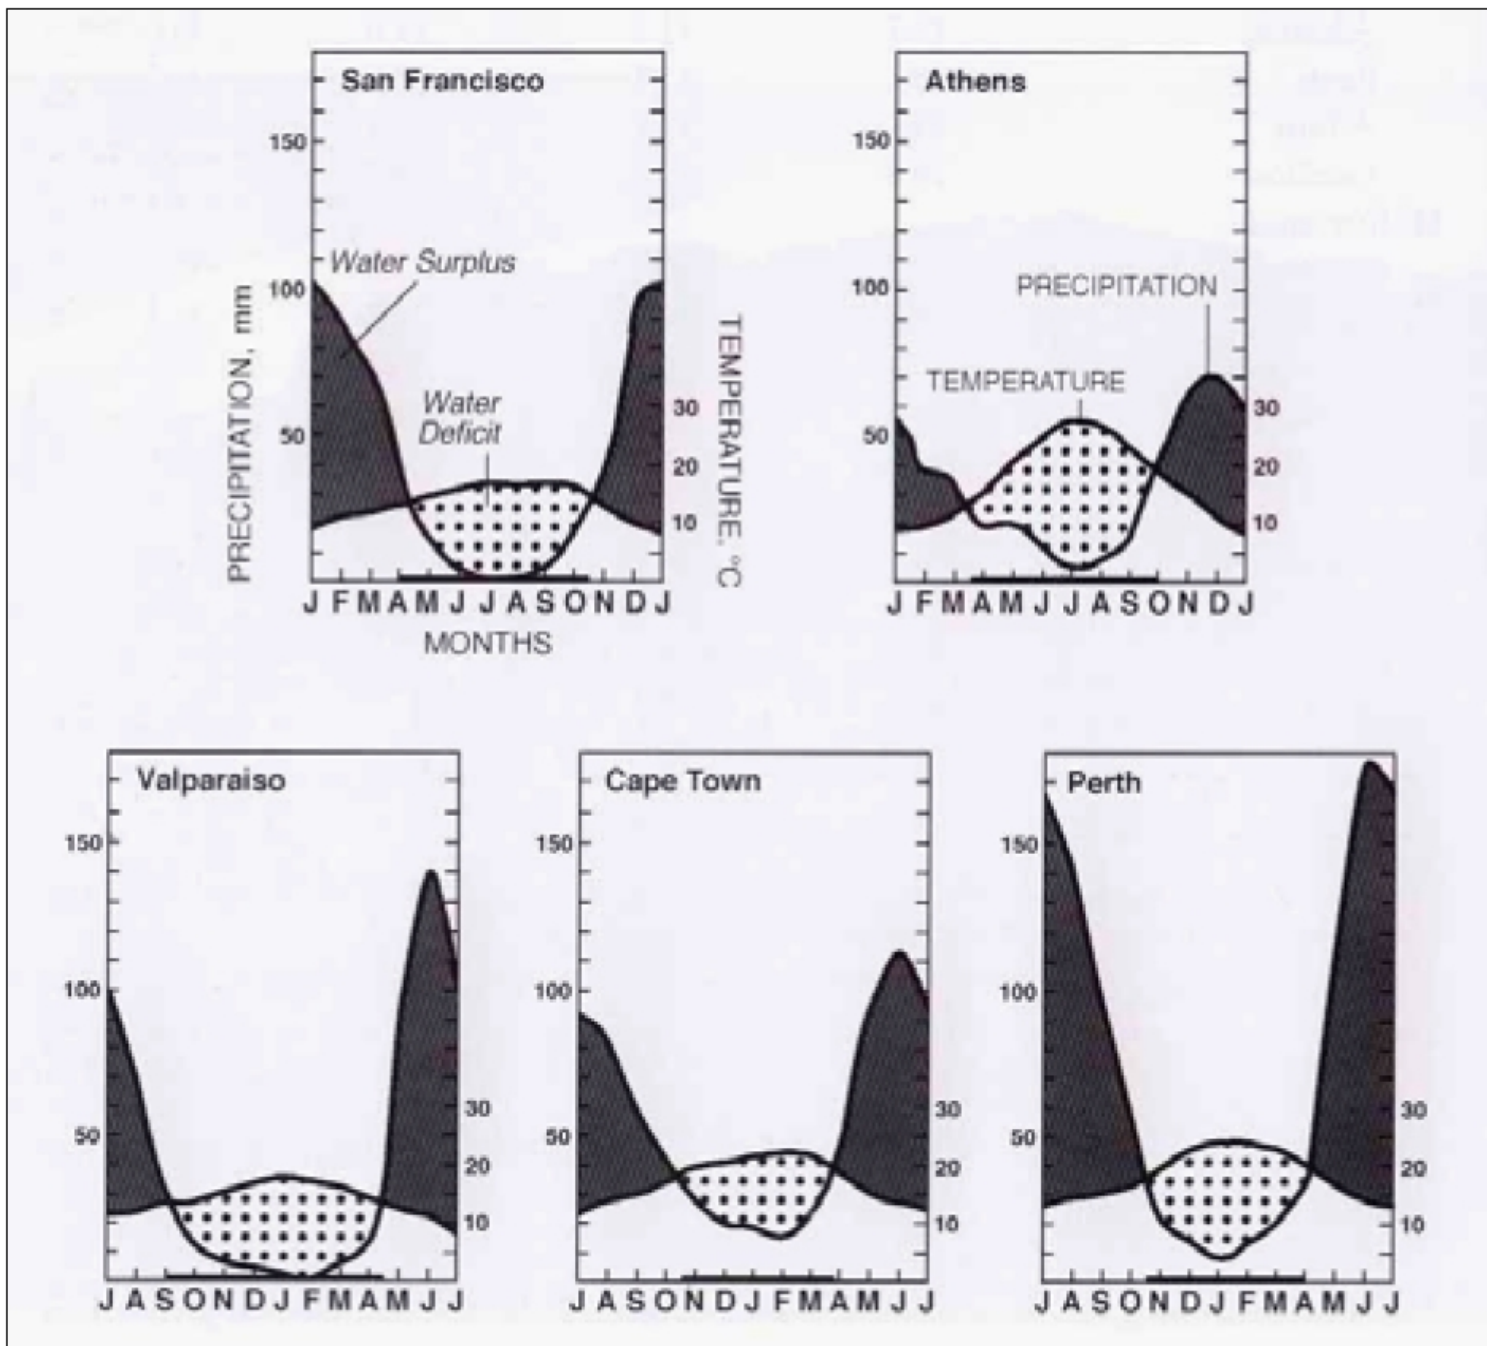 San Francisco
150
100
50
PRECIPITATION, mm
Water Surplus
Water
Deficit
30
20
10
TEMPERATURE, °C
J F M A M J J A S O N D J
MONTHS
Athens
150
100
50
PRECIPITATION
TEMPERATURE
30
20
10
J F M A M J J A S O N D J
Valparaiso
150
100
50
30
20
10
J A S O N D J F M A M J J
Cape Town
150
100
50
30
20
10
J A S O N D J F M A M J J
Perth
150
100
50
30
20
10
J A S O N D J F M A M J J